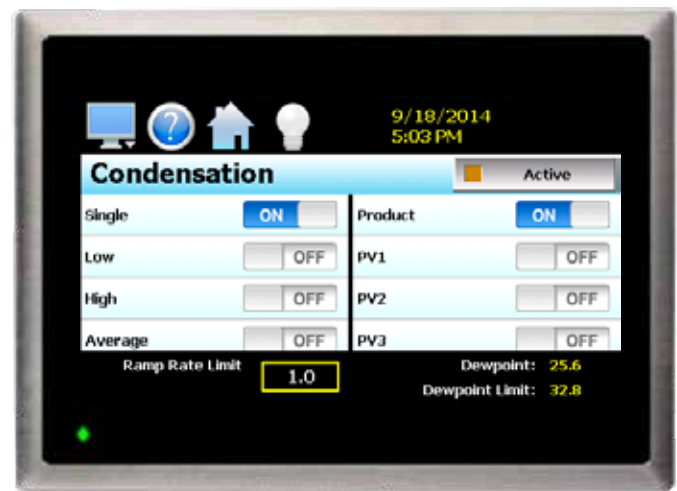 ?
9/18/2014
5:03 PM
Condensation
Active
Single ON Product ON
Low OFF PV1 OFF
High OFF PV2 OFF
Average OFF PV3 OFF
Ramp Rate Limit 1.0 Dewpoint: 25.6
Dewpoint Limit: 32.8